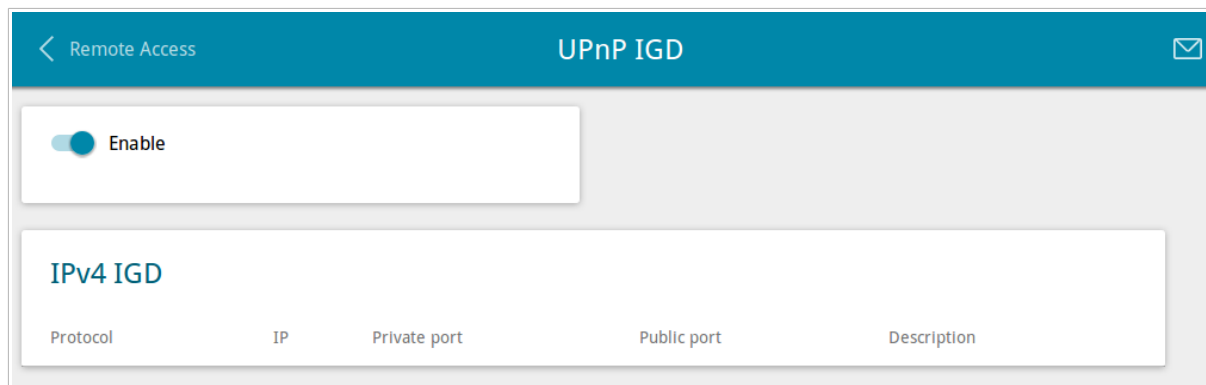 Remote Access UPnP IGD
Enable
IPv4 IGD
Protocol IP Private port Public port Description